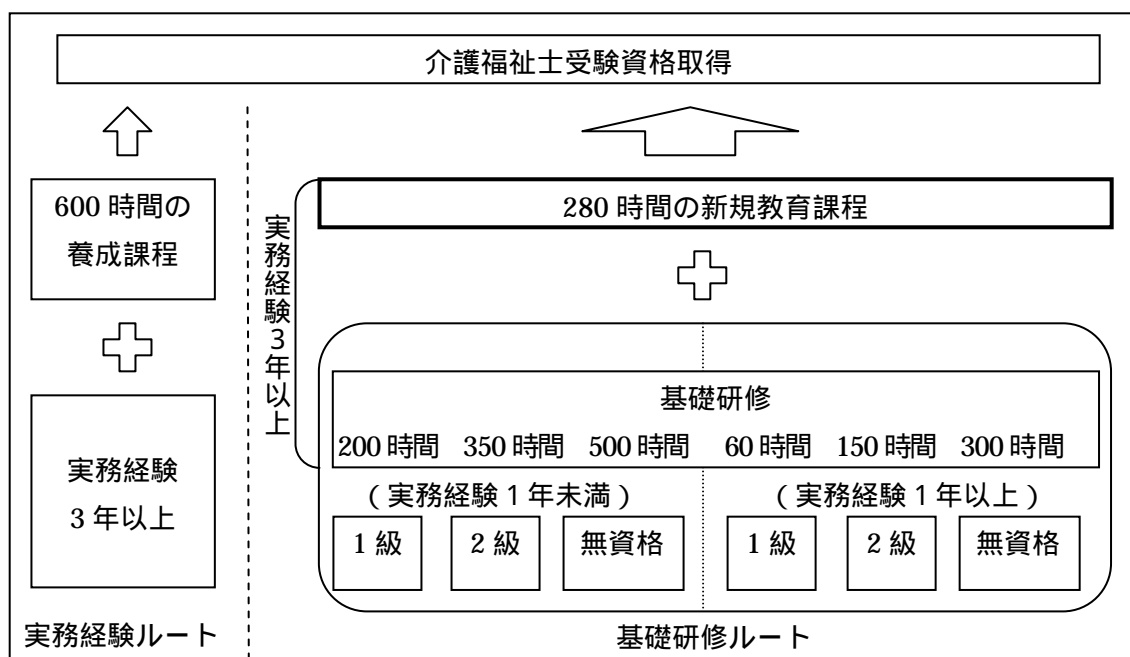 介護福祉士受験資格取得
600 時間の
養成課程
実務経験
3 年以上
実務経験ルート
実務経験3年以上
280 時間の新規教育課程
基礎研修
200 時間 350 時間 500 時間 60 時間 150 時間 300 時間
（実務経験1年未満） （実務経験1年以上）
1 級 2 級 無資格 1 級 2 級 無資格
基礎研修ルート